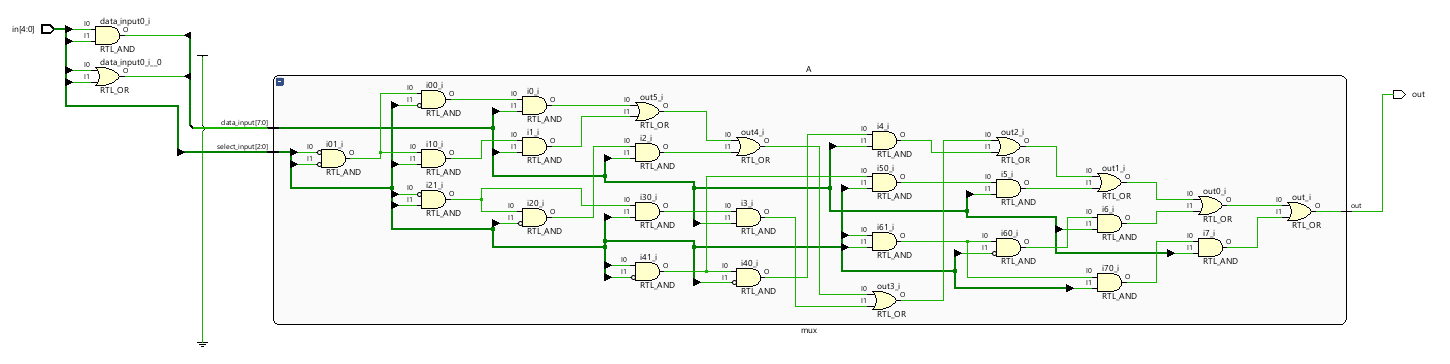 in[4:0]
I0
I1
data_input0_i
O
RTL_AND
I0
I1
data_input0_i__0
O
RTL_OR
data_input[7:0]
select_input[2:0]
A
I0
I1
i01_i
O
RTL_AND
I0
I1
i00_i
O
RTL_AND
I0
I1
i10_i
O
RTL_AND
I0
I1
i21_i
O
RTL_AND
I0
I1
i0_i
O
RTL_AND
I0
I1
i1_i
O
RTL_AND
I0
I1
i20_i
O
RTL_AND
I0
I1
out5_i
O
RTL_OR
I0
I1
i2_i
O
RTL_AND
I0
I1
i30_i
O
RTL_AND
I0
I1
i41_i
O
RTL_AND
I0
I1
out4_i
O
RTL_OR
I0
I1
i3_i
O
RTL_AND
I0
I1
i40_i
O
RTL_AND
I0
I1
i4_i
O
RTL_AND
I0
I1
i50_i
O
RTL_AND
I0
I1
i61_i
O
RTL_AND
I0
I1
out3_i
O
RTL_OR
I0
I1
out2_i
O
RTL_OR
I0
I1
i5_i
O
RTL_AND
I0
I1
i60_i
O
RTL_AND
I0
I1
out1_i
O
RTL_OR
I0
I1
i6_i
O
RTL_AND
I0
I1
i70_i
O
RTL_AND
I0
I1
out0_i
O
RTL_OR
I0
I1
i7_i
O
RTL_AND
I0
I1
out_i
O
RTL_OR
out
out
mux